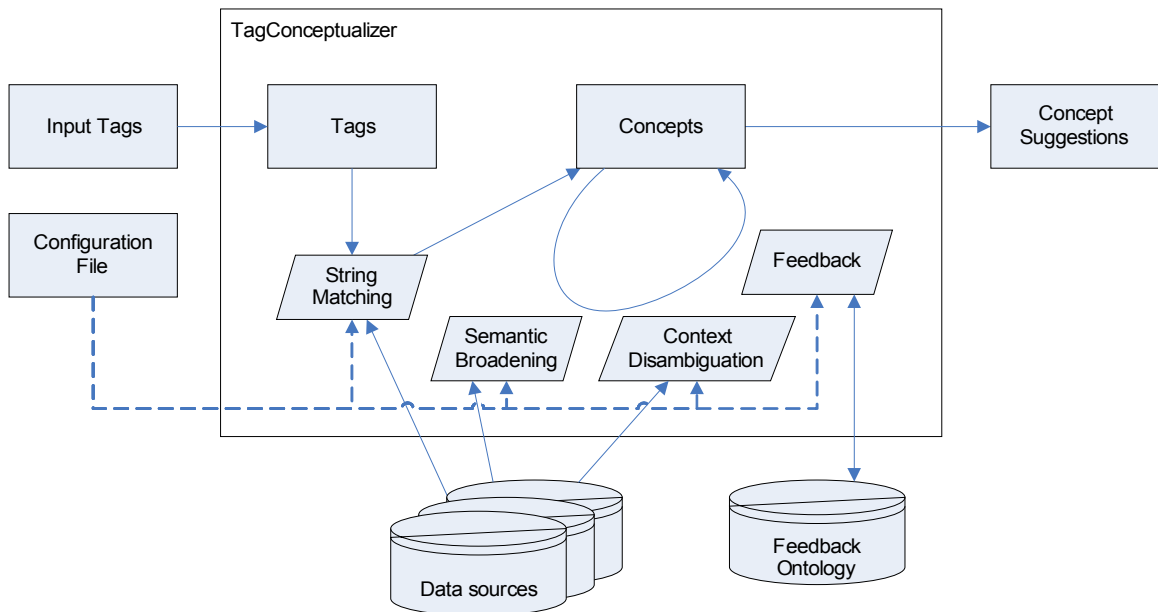 TagConceptualizer
Input Tags
Tags
Concepts
Concept
Suggestions
Configuration
File
String
Matching
Feedback
Semantic
Broadening
Context
Disambiguation
Data sources
Feedback
Ontology